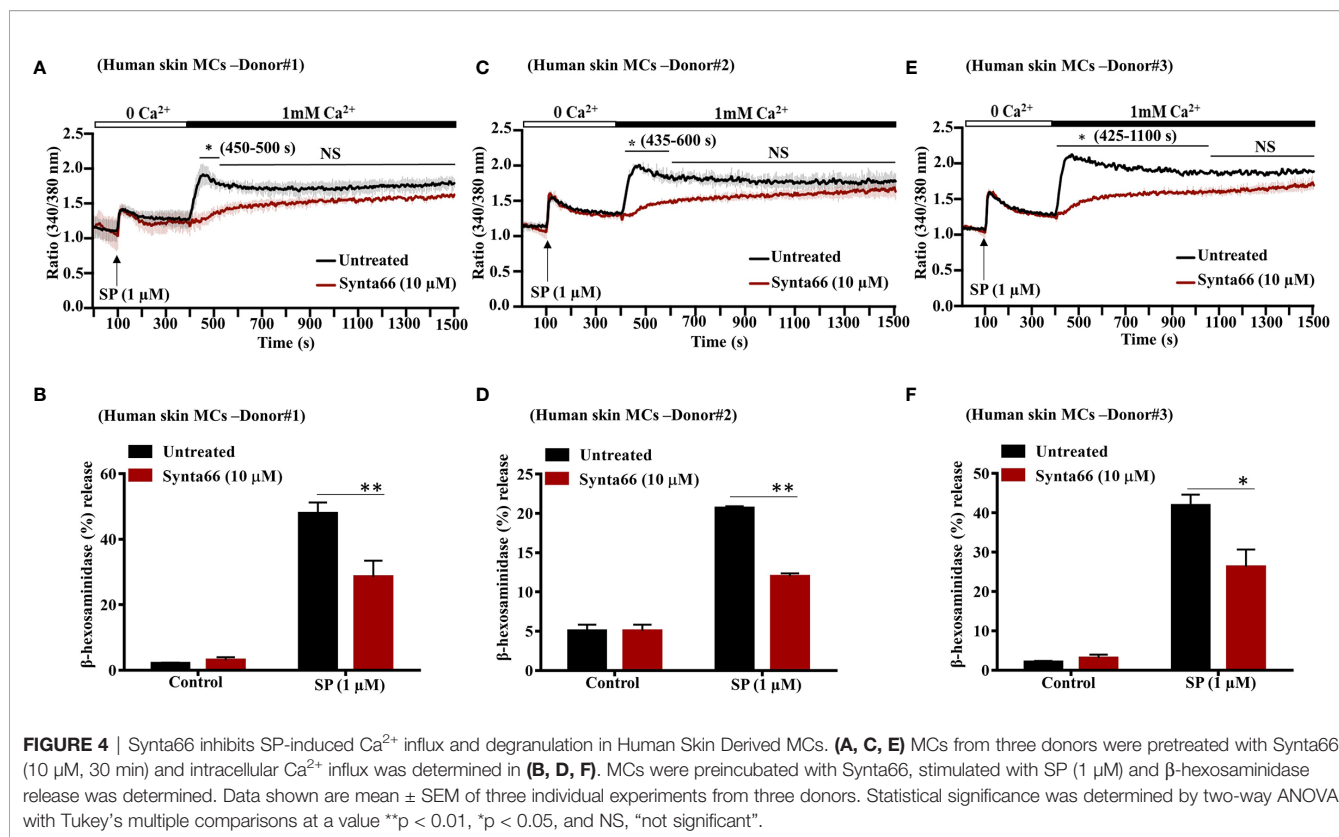 A
(Human skin MCs –Donor#1)
0 Ca²⁺
1mM Ca²⁺
2.5
2.0
1.5
1.0
1.5
0.0
Ratio (340/380 nm)
* (450-500 s)
NS
Untreated
Synta66 (10 µM)
SP (1 µM)
100 300 500 700 900 1100 1300 1500
Time (s)
C
(Human skin MCs –Donor#2)
0 Ca²⁺
1mM Ca²⁺
2.5
2.0
1.5
1.0
1.5
0.0
Ratio (340/380 nm)
* (435-600 s)
NS
Untreated
Synta66 (10 µM)
SP (1 µM)
100 300 500 700 900 1100 1300 1500
Time (s)
E
(Human skin MCs –Donor#3)
0 Ca²⁺
1mM Ca²⁺
2.5
2.0
1.5
1.0
1.5
0.0
Ratio (340/380 nm)
* (425-1100 s)
NS
Untreated
Synta66 (10 µM)
SP (1 µM)
100 300 500 700 900 1100 1300 1500
Time (s)
B
(Human skin MCs –Donor#1)
Untreated
Synta66 (10 µM)
60
40
20
0
β-hexosaminidase (%) release
**
Control
SP (1 µM)
D
(Human skin MCs –Donor#2)
Untreated
Synta66 (10 µM)
25
20
15
10
5
0
β-hexosaminidase (%) release
**
Control
SP (1 µM)
F
(Human skin MCs –Donor#3)
Untreated
Synta66 (10 µM)
50
40
30
20
10
0
β-hexosaminidase (%) release
*
Control
SP (1 µM)
FIGURE 4 | Synta66 inhibits SP-induced Ca²⁺ influx and degranulation in Human Skin Derived MCs. (A, C, E) MCs from three donors were pretreated with Synta66
(10 µM, 30 min) and intracellular Ca²⁺ influx was determined in (B, D, F). MCs were preincubated with Synta66, stimulated with SP (1 µM) and β-hexosaminidase
release was determined. Data shown are mean ± SEM of three individual experiments from three donors. Statistical significance was determined by two-way ANOVA
with Tukey's multiple comparisons at a value **p < 0.01, *p < 0.05, and NS, "not significant".